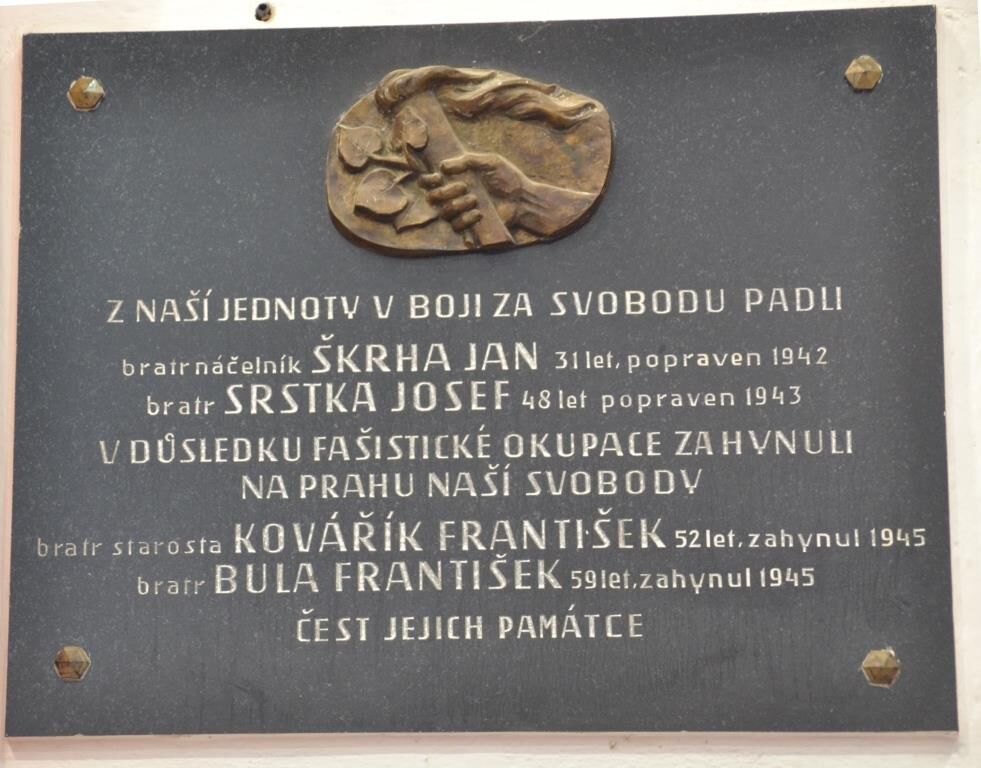 Z NAŠÍ JEDNOTY V BOJI ZA SVOBODU PADLI
bratr náčelník ŠKRHA JAN 31 let, popraven 1942
bratr SRSTKA JOSEF 48 let popraven 1943
V DŮSLEDKU FAŠISTICKÉ OKUPACE ZAHYNULI
NA PRAHU NAŠÍ SVOBODY
bratr starosta KOVÁŘÍK FRANTIŠEK 52 let, zahynul 1945
bratr BULA FRANTIŠEK 59 let, zahynul 1945
ČEST JEJICH PAMÁTCE